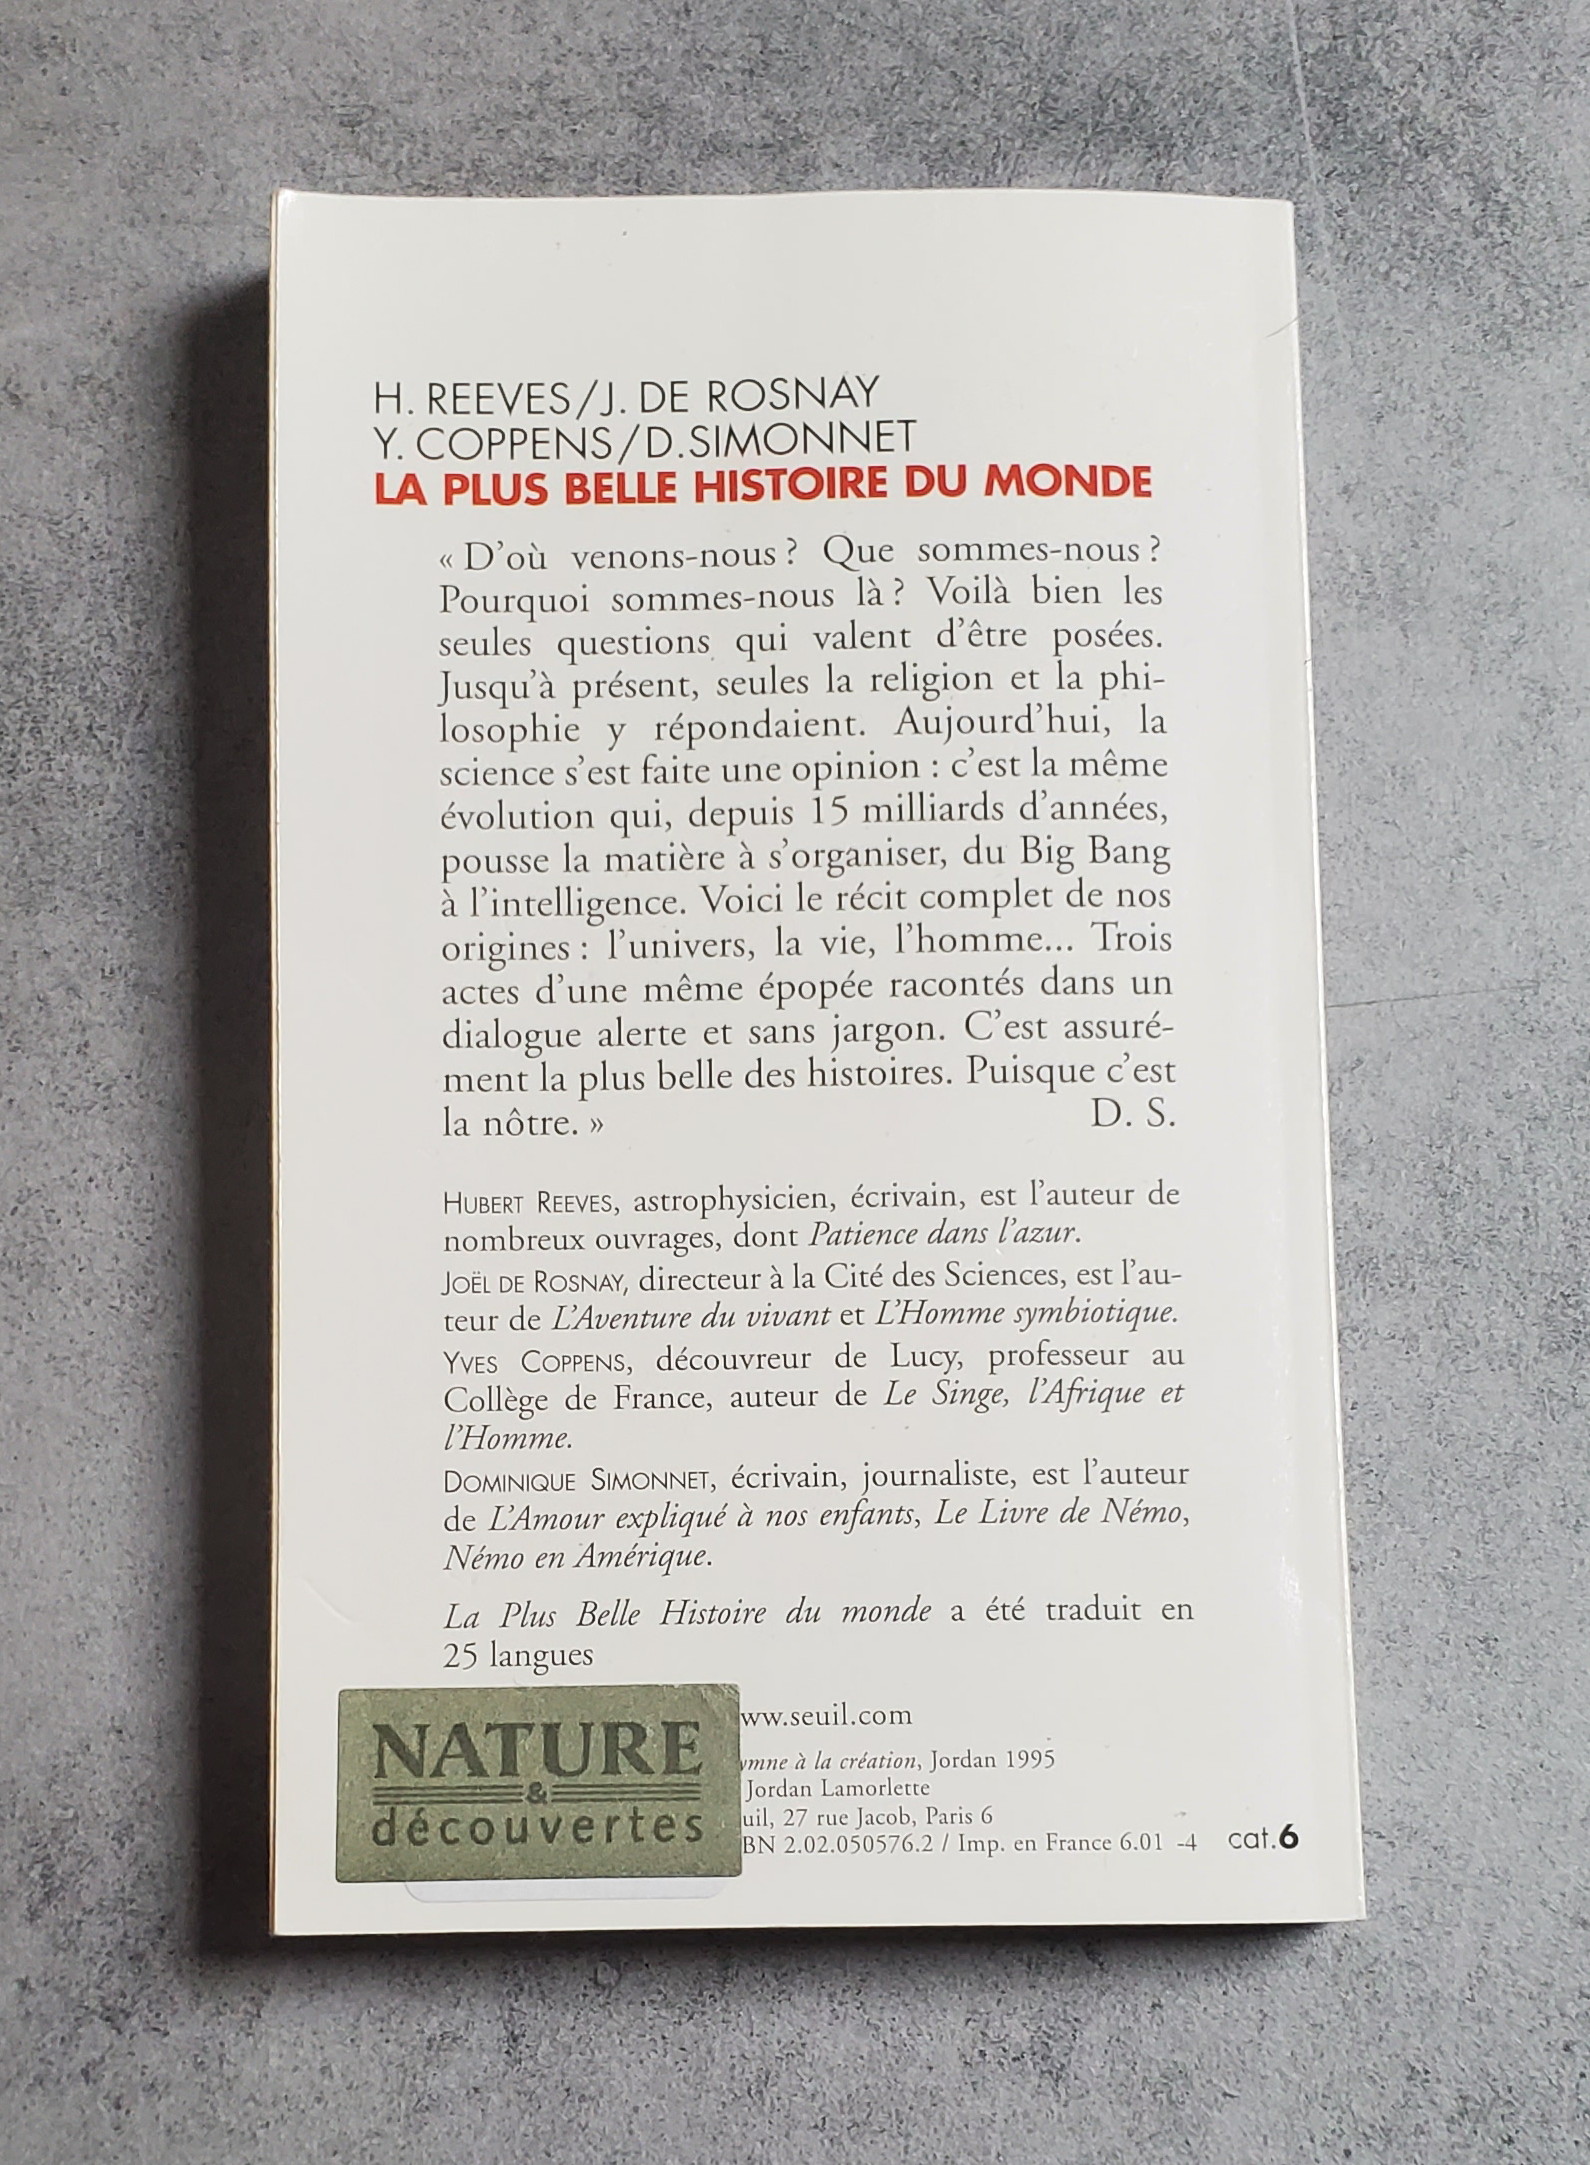 H. REEVES/J. DE ROSNAY
Y. COPPENS/D.SIMONNET
LA PLUS BELLE HISTOIRE DU MONDE
« D'où venons-nous ? Que sommes-nous ?
Pourquoi sommes-nous là ? Voilà bien les
seules questions qui valent d'être posées.
Jusqu'à présent, seules la religion et la phi-
losophie y répondaient. Aujourd'hui, la
science s'est faite une opinion : c'est la même
évolution qui, depuis 15 milliards d'années,
pousse la matière à s'organiser, du Big Bang
à l'intelligence. Voici le récit complet de nos
origines : l'univers, la vie, l'homme... Trois
actes d'une même épopée racontés dans un
dialogue alerte et sans jargon. C'est assuré-
ment la plus belle des histoires. Puisque c'est
la nôtre. » D. S.
HUBERT REEVES, astrophysicien, écrivain, est l'auteur de
nombreux ouvrages, dont Patience dans l'azur.
JOËL DE ROSNAY, directeur à la Cité des Sciences, est l'au-
teur de L'Aventure du vivant et L'Homme symbiotique.
YVES COPPENS, découvreur de Lucy, professeur au
Collège de France, auteur de Le Singe, l'Afrique et
l'Homme.
DOMINIQUE SIMONNET, écrivain, journaliste, est l'auteur
de L'Amour expliqué à nos enfants, Le Livre de Némo,
Némo en Amérique.
La Plus Belle Histoire du monde a été traduit en
25 langues
NATURE
&
découvertes
ww.seuil.com
ymne à la création, Jordan 1995
Jordan Lamorlette
uil, 27 rue Jacob, Paris 6
BN 2.02.050576.2 / Imp. en France 6.01 -4 cat.6